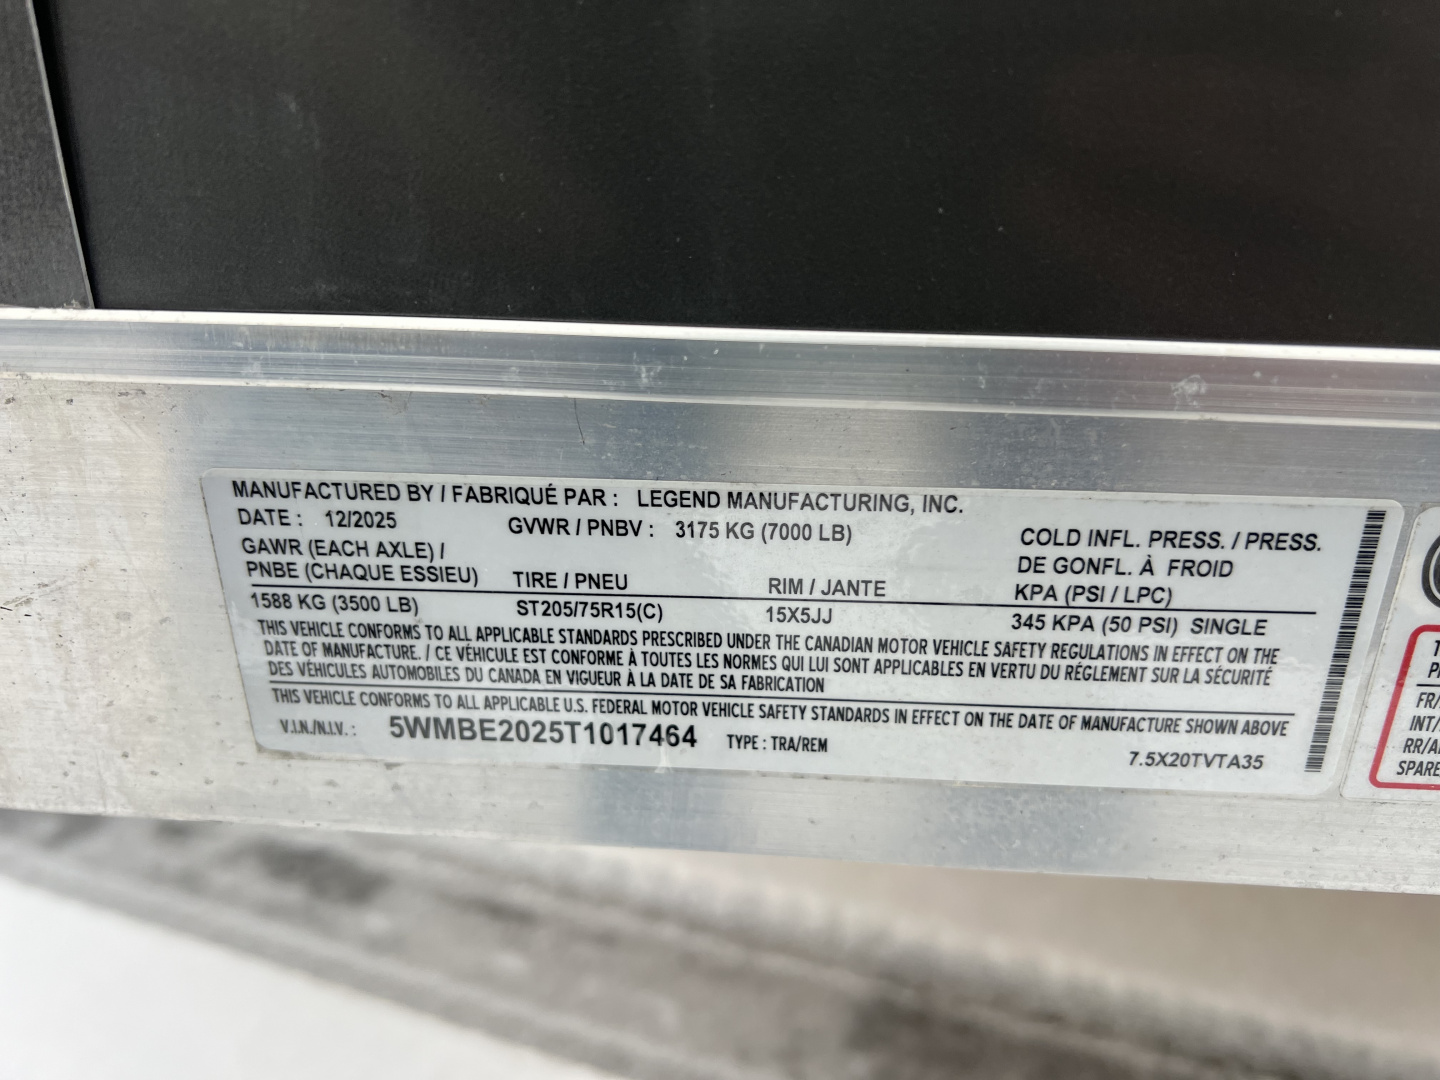 MANUFACTURED BY / FABRIQUÉ PAR : LEGEND MANUFACTURING, INC.
DATE : 12/2025 GVWR / PNBV : 3175 KG (7000 LB)
GAWR (EACH AXLE) /
PNBE (CHAQUE ESSIEU) TIRE / PNEU RIM / JANTE
COLD INFL. PRESS. / PRESS.
DE GONFL. À FROID
KPA (PSI / LPC)
1588 KG (3500 LB) ST205/75R15(C) 15X5JJ 345 KPA (50 PSI) SINGLE
THIS VEHICLE CONFORMS TO ALL APPLICABLE STANDARDS PRESCRIBED UNDER THE CANADIAN MOTOR VEHICLE SAFETY REGULATIONS IN EFFECT ON THE
DATE OF MANUFACTURE. / CE VÉHICULE EST CONFORME À TOUTES LES NORMES QUI LUI SONT APPLICABLES EN VERTU DU RÉGLEMENT SUR LA SÉCURITÉ
DES VÉHICULES AUTOMOBILES DU CANADA EN VIGUEUR À LA DATE DE SA FABRICATION
THIS VEHICLE CONFORMS TO ALL APPLICABLE U.S. FEDERAL MOTOR VEHICLE SAFETY STANDARDS IN EFFECT ON THE DATE OF MANUFACTURE SHOWN ABOVE
V.I.N./N.I.V. : 5WMBE2025T1017464 TYPE : TRA/REM 7.5X20TVTA35
FR/
INT/
RR/A
SPARE